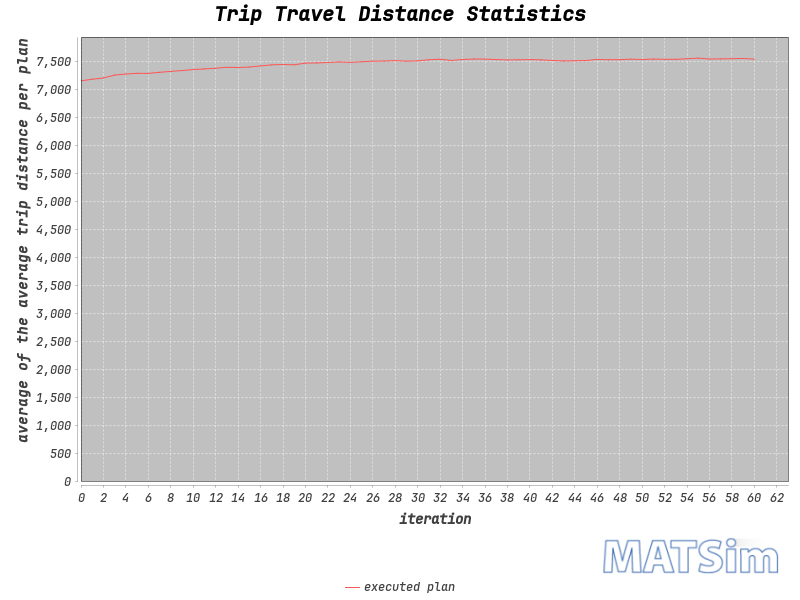 Trip Travel Distance Statistics
average of the average trip distance per plan
7,500
7,000
6,500
6,000
5,500
5,000
4,500
4,000
3,500
3,000
2,500
2,000
1,500
1,000
500
0
0 2 4 6 8 10 12 14 16 18 20 22 24 26 28 30 32 34 36 38 40 42 44 46 48 50 52 54 56 58 60 62
iteration
MATSim
executed plan